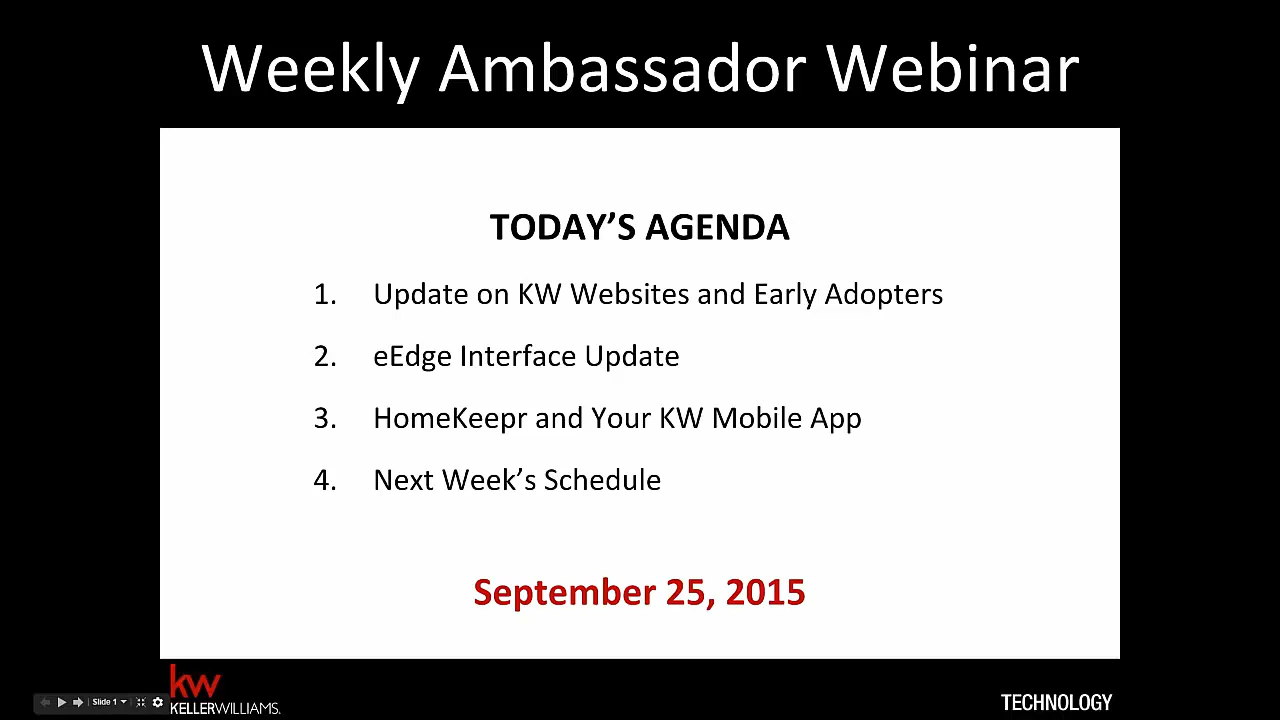 Weekly Ambassador Webinar
TODAY'S AGENDA
1. Update on KW Websites and Early Adopters
2. eEdge Interface Update
3. HomeKeepr and Your KW Mobile App
4. Next Week's Schedule
September 25, 2015
kw
KELLERWILLIAMS.
Slide 1
TECHNOLOGY